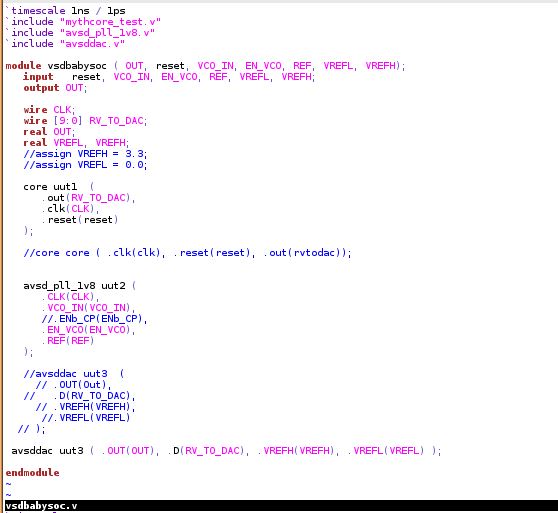 `timescale 1ns / 1ps
`include "mythcore_test.v"
`include "avsd_pll_1v8.v"
`include "avsddac.v"
module vsdbabysoc ( OUT, reset, VCO_IN, EN_VCO, REF, VREFL, VREFH);
input reset, VCO_IN, EN_VCO, REF, VREFL, VREFH;
output OUT;
wire CLK;
wire [9:0] RV_TO_DAC;
real OUT;
real VREFL, VREFH;
//assign VREFH = 3.3;
//assign VREFL = 0.0;
core uut1 (
.out(RV_TO_DAC),
.clk(CLK),
.reset(reset)
);
//core core ( .clk(clk), .reset(reset), .out(rvtodac));
avsd_pll_1v8 uut2 (
.CLK(CLK),
.VCO_IN(VCO_IN),
//.ENb_CP(ENb_CP),
.EN_VCO(EN_VCO),
.REF(REF)
);
//avsddac uut3 (
// .OUT(Out),
// .D(RV_TO_DAC),
// .VREFH(VREFH),
//.VREFL(VREFL)
// );
avsddac uut3 ( .OUT(OUT), .D(RV_TO_DAC), .VREFH(VREFH), .VREFL(VREFL) );
endmodule
~
~
vsdbabysoc.v